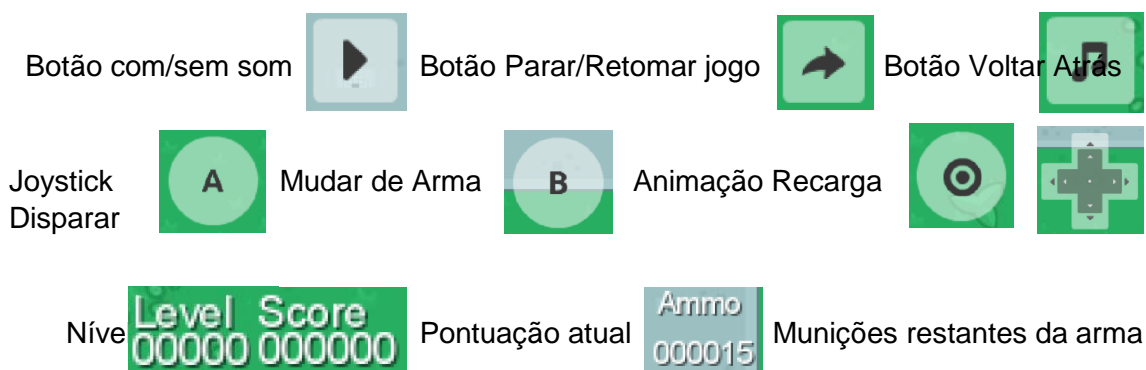 Botão com/sem som Botão Parar/Retomar jogo Botão Voltar Atrás
Joystick A Mudar de Arma B Animação Recarga
Disparar
Níve Level Score Pontuação atual Ammo Munições restantes da arma
00000 000000 000015